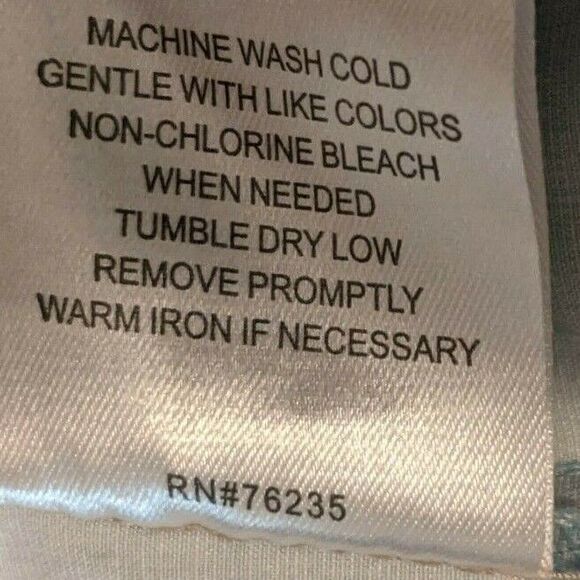 MACHINE WASH COLD
GENTLE WITH LIKE COLORS
NON-CHLORINE BLEACH
WHEN NEEDED
TUMBLE DRY LOW
REMOVE PROMPTLY
WARM IRON IF NECESSARY
RN#76235